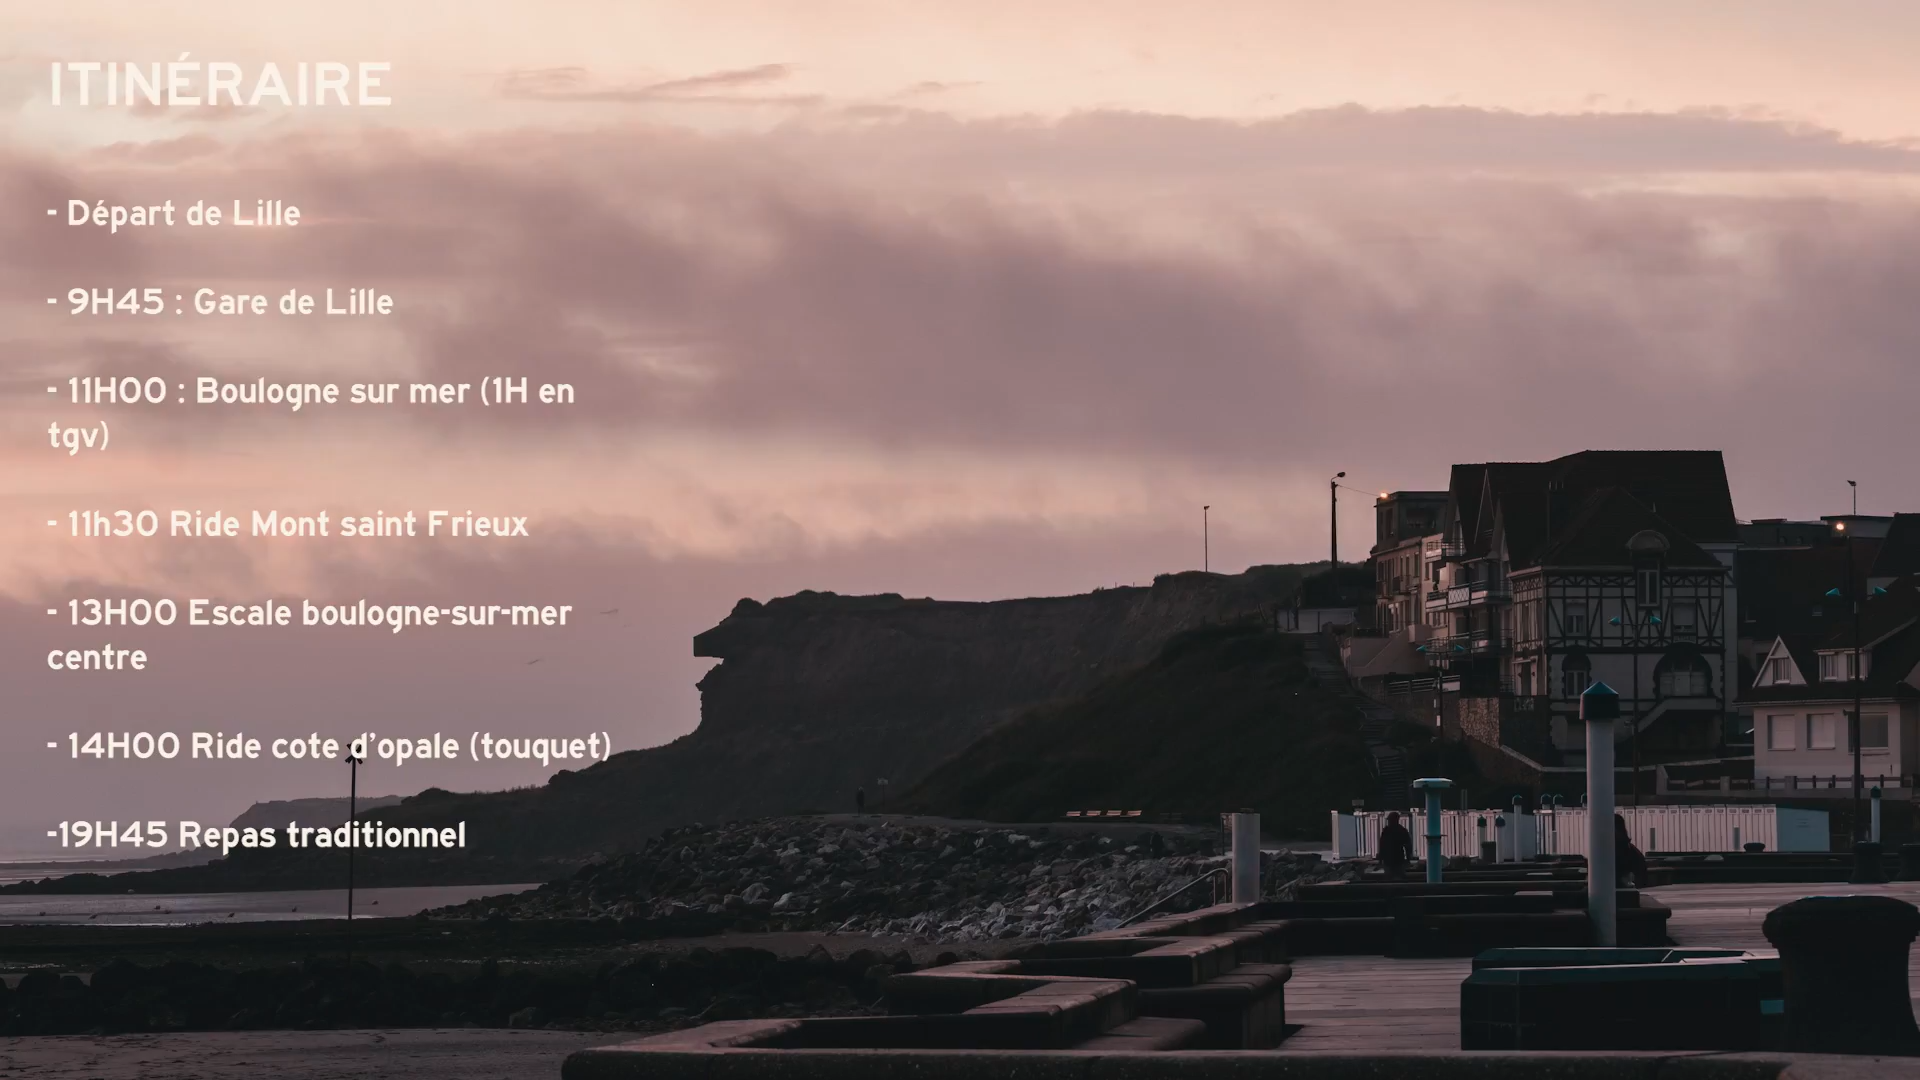 ITINÉRAIRE
- Départ de Lille
- 9H45 : Gare de Lille
- 11H00 : Boulogne sur mer (1H en
tgv)
- 11h30 Ride Mont saint Frieux
- 13H00 Escale boulogne-sur-mer
centre
- 14H00 Ride cote d'opale (touquet)
-19H45 Repas traditionnel